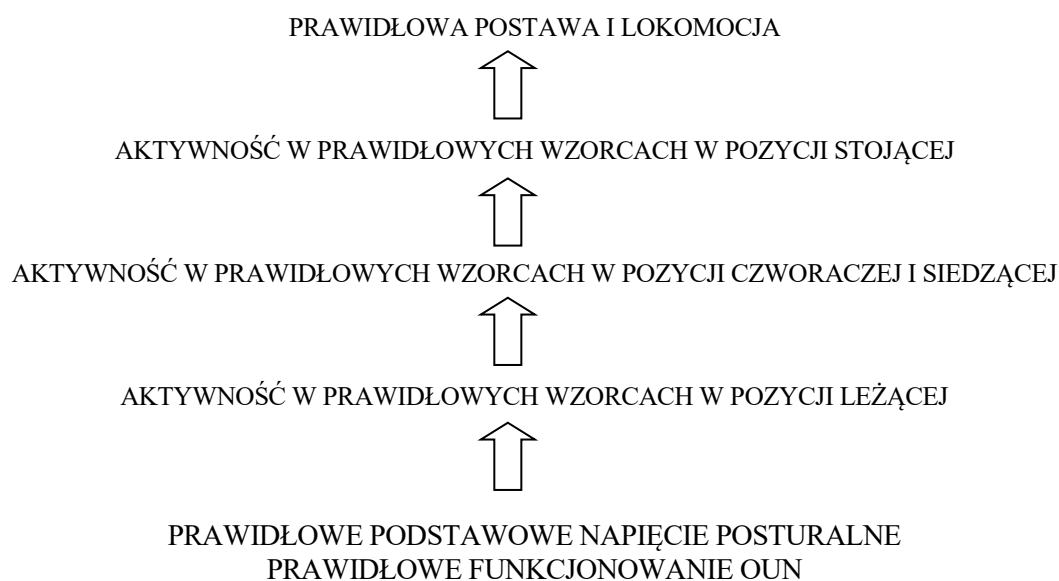 PRAWIDŁOWA POSTAWA I LOKOMOCJA
AKTYWNOŚĆ W PRAWIDŁOWYCH WZORCACH W POZYCJI STOJĄCEJ
AKTYWNOŚĆ W PRAWIDŁOWYCH WZORCACH W POZYCJI CZWORACZEJ I SIEDZĄCEJ
AKTYWNOŚĆ W PRAWIDŁOWYCH WZORCACH W POZYCJI LEŻĄCEJ
PRAWIDŁOWE PODSTAWOWE NAPIĘCIE POSTURALNE
PRAWIDŁOWE FUNKCJONOWANIE OUN